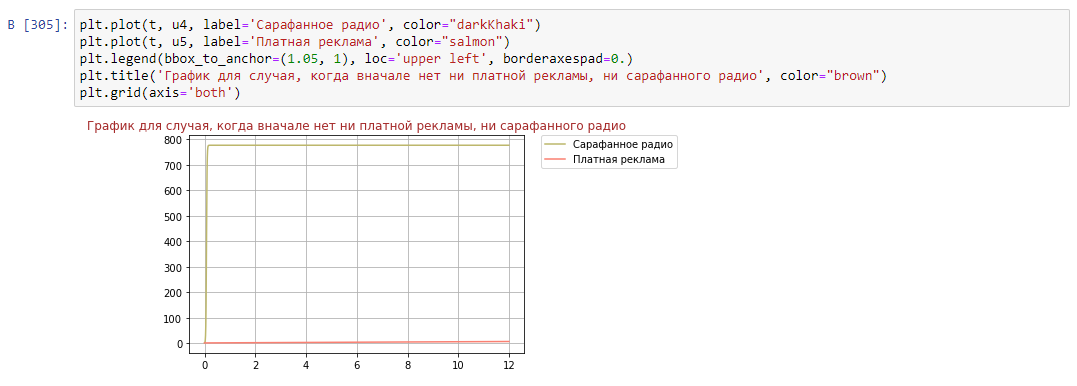 В [305]: plt.plot(t, u4, label='Сарафанное радио', color="darkKhaki")
plt.plot(t, u5, label='Платная реклама', color="salmon")
plt.legend(bbox_to_anchor=(1.05, 1), loc='upper left', borderaxespad=0.)
plt.title('График для случая, когда вначале нет ни платной рекламы, ни сарафанного радио', color="brown")
plt.grid(axis='both')
График для случая, когда вначале нет ни платной рекламы, ни сарафанного радио
800
700
600
500
400
300
200
100
0
0 2 4 6 8 10 12
Сарафанное радио
Платная реклама